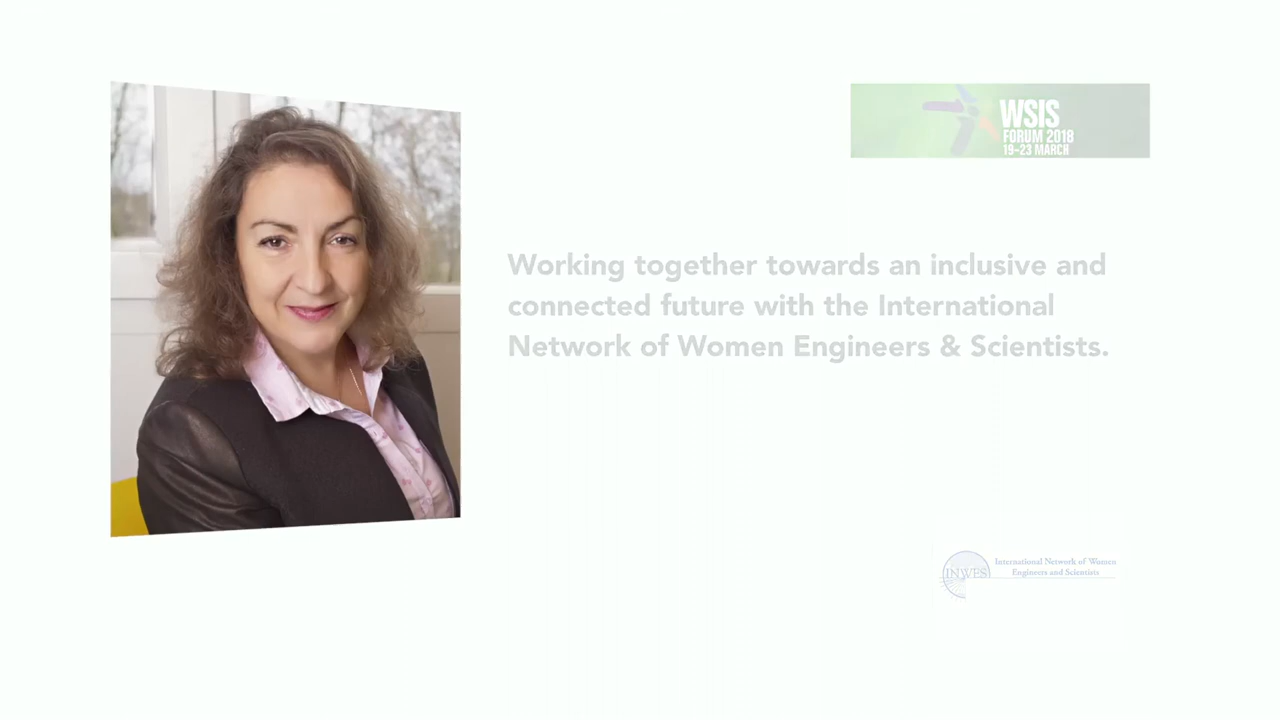 WSIS
FORUM 2018
19-23 MARCH
Working together towards an inclusive and
connected future with the International
Network of Women Engineers & Scientists.
INWES
International Network of Women
Engineers and Scientists